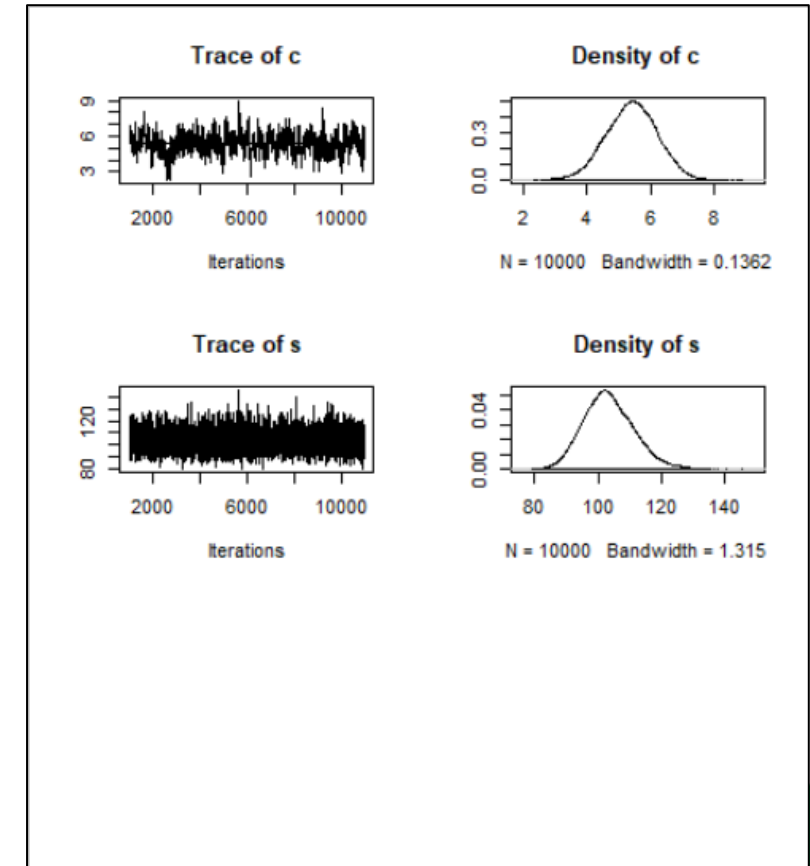 Trace of c
Density of c
9
6
3
2000 6000 10000
Iterations
0.3
0.0
2 4 6 8
N = 10000 Bandwidth = 0.1362
Trace of s
Density of s
120
80
2000 6000 10000
Iterations
0.04
0.00
80 100 120 140
N = 10000 Bandwidth = 1.315